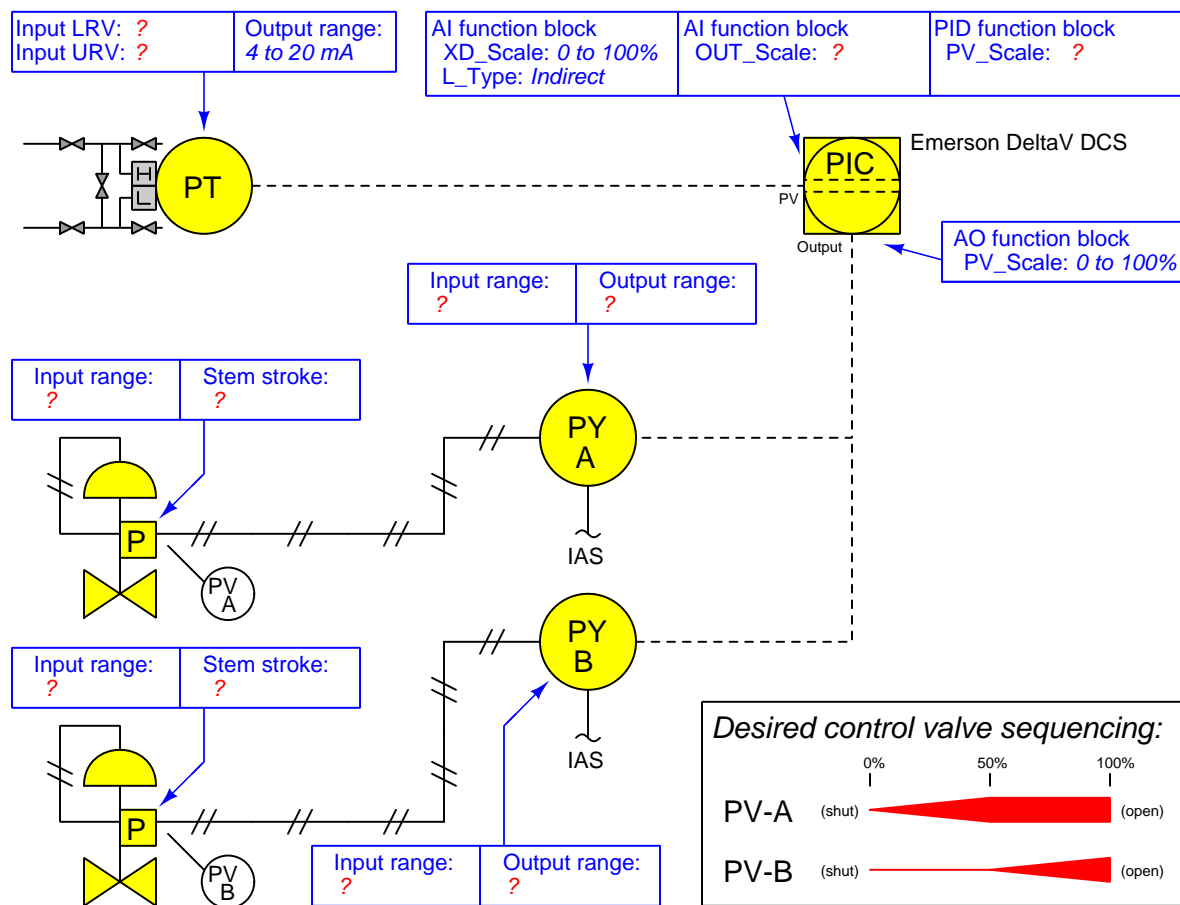 Input LRV: ?
Input URV: ?
Output range:
4 to 20 mA
AI function block
XD_Scale: 0 to 100%
L_Type: Indirect
AI function block
OUT_Scale: ?
PID function block
PV_Scale: ?
H
L
PT
PIC
Emerson DeltaV DCS
PV
Output
AO function block
PV_Scale: 0 to 100%
Input range:
?
Output range:
?
Input range:
?
Stem stroke:
?
PY
A
P
IAS
PV
A
Input range:
?
Stem stroke:
?
PY
B
IAS
P
PV
B
Input range:
?
Output range:
?
Desired control valve sequencing:
0% 50% 100%
PV-A (shut) (open)
PV-B (shut) (open)